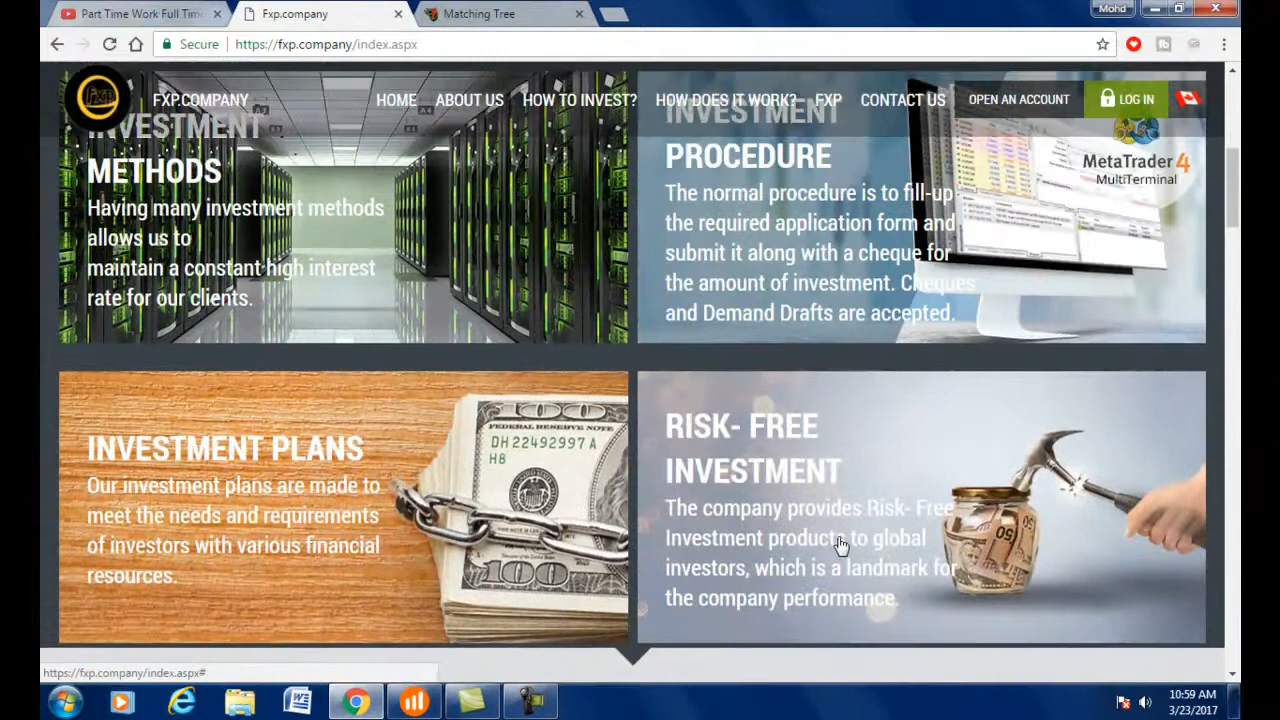 Part Time Work Full Time
Fxp.company
Matching Tree
Mohd
Secure
https://fxp.company/index.aspx
fxp
FXP.COMPANY
HOME
ABOUT US
HOW TO INVEST?
HOW DOES IT WORK?
FXP
CONTACT US
OPEN AN ACCOUNT
LOG IN
INVESTMENT
METHODS
Having many investment methods
allows us to
maintain a constant high interest
rate for our clients.
INVESTMENT
PROCEDURE
The normal procedure is to fill-up
the required application form and
submit it along with a cheque for
the amount of investment. Cheques
and Demand Drafts are accepted.
MetaTrader 4
MultiTerminal
INVESTMENT PLANS
Our investment plans are made to
meet the needs and requirements
of investors with various financial
resources.
100
FEDERAL RESERVE NOTE
DH 22492997 A
H8
100
RISK- FREE
INVESTMENT
The company provides Risk- Free
Investment products to global
investors, which is a landmark for
the company performance.
50
https://fxp.company/index.aspx#
10:59 AM
3/23/2017